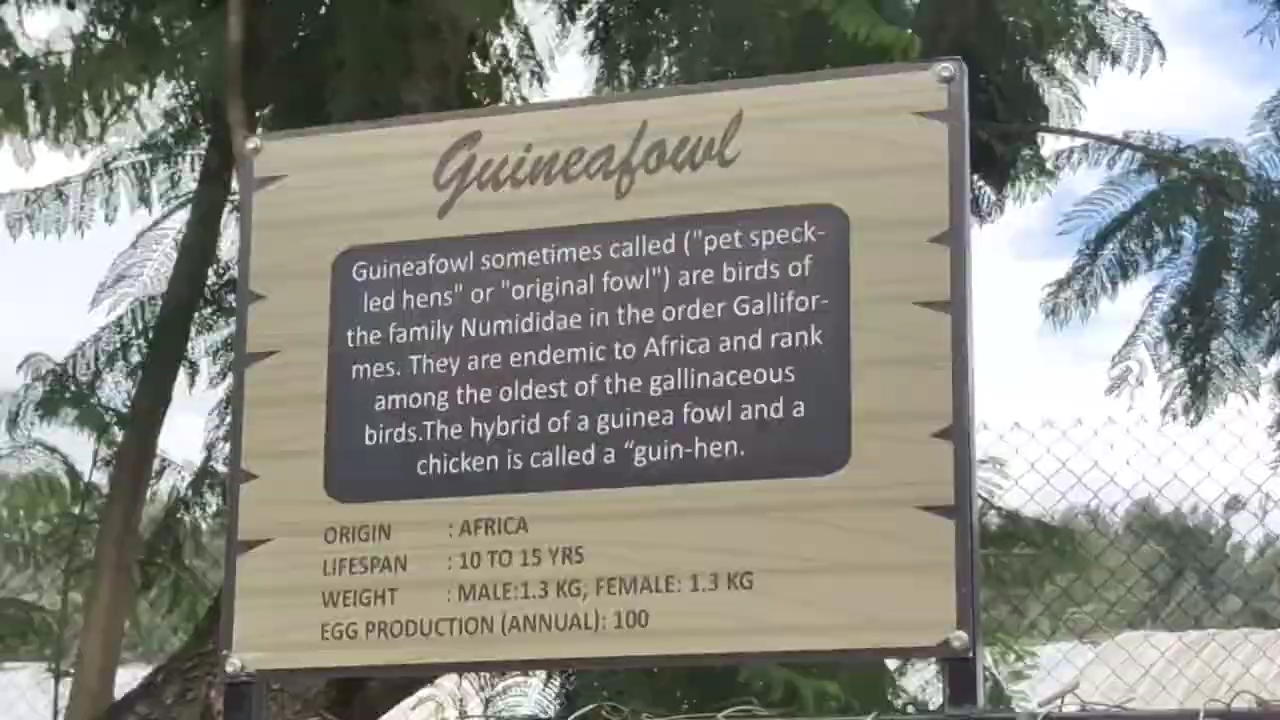 Guineafowl
Guineafowl sometimes called ("pet speck-
led hens" or "original fowl") are birds of
the family Numididae in the order Gallifor-
mes. They are endemic to Africa and rank
among the oldest of the gallinaceous
birds.The hybrid of a guinea fowl and a
chicken is called a “guin-hen.
ORIGIN : AFRICA
LIFESPAN : 10 TO 15 YRS
WEIGHT : MALE:1.3 KG, FEMALE: 1.3 KG
EGG PRODUCTION (ANNUAL): 100